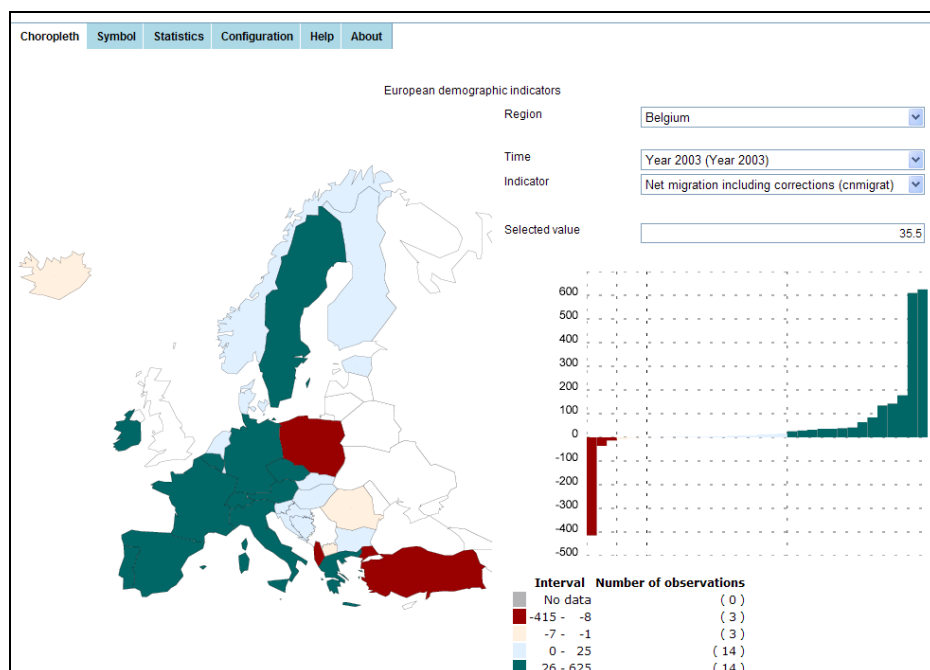 Choropleth Symbol Statistics Configuration Help About
European demographic indicators
Region Belgium
Time Year 2003 (Year 2003)
Indicator Net migration including corrections (cnmigrat)
Selected value 35.5
600
500
400
300
200
100
0
-100
-200
-300
-400
-500
Interval Number of observations
No data ( 0 )
-415 - -8 ( 3 )
-7 - -1 ( 3 )
0 - 25 ( 14 )
26 - 625 ( 14 )